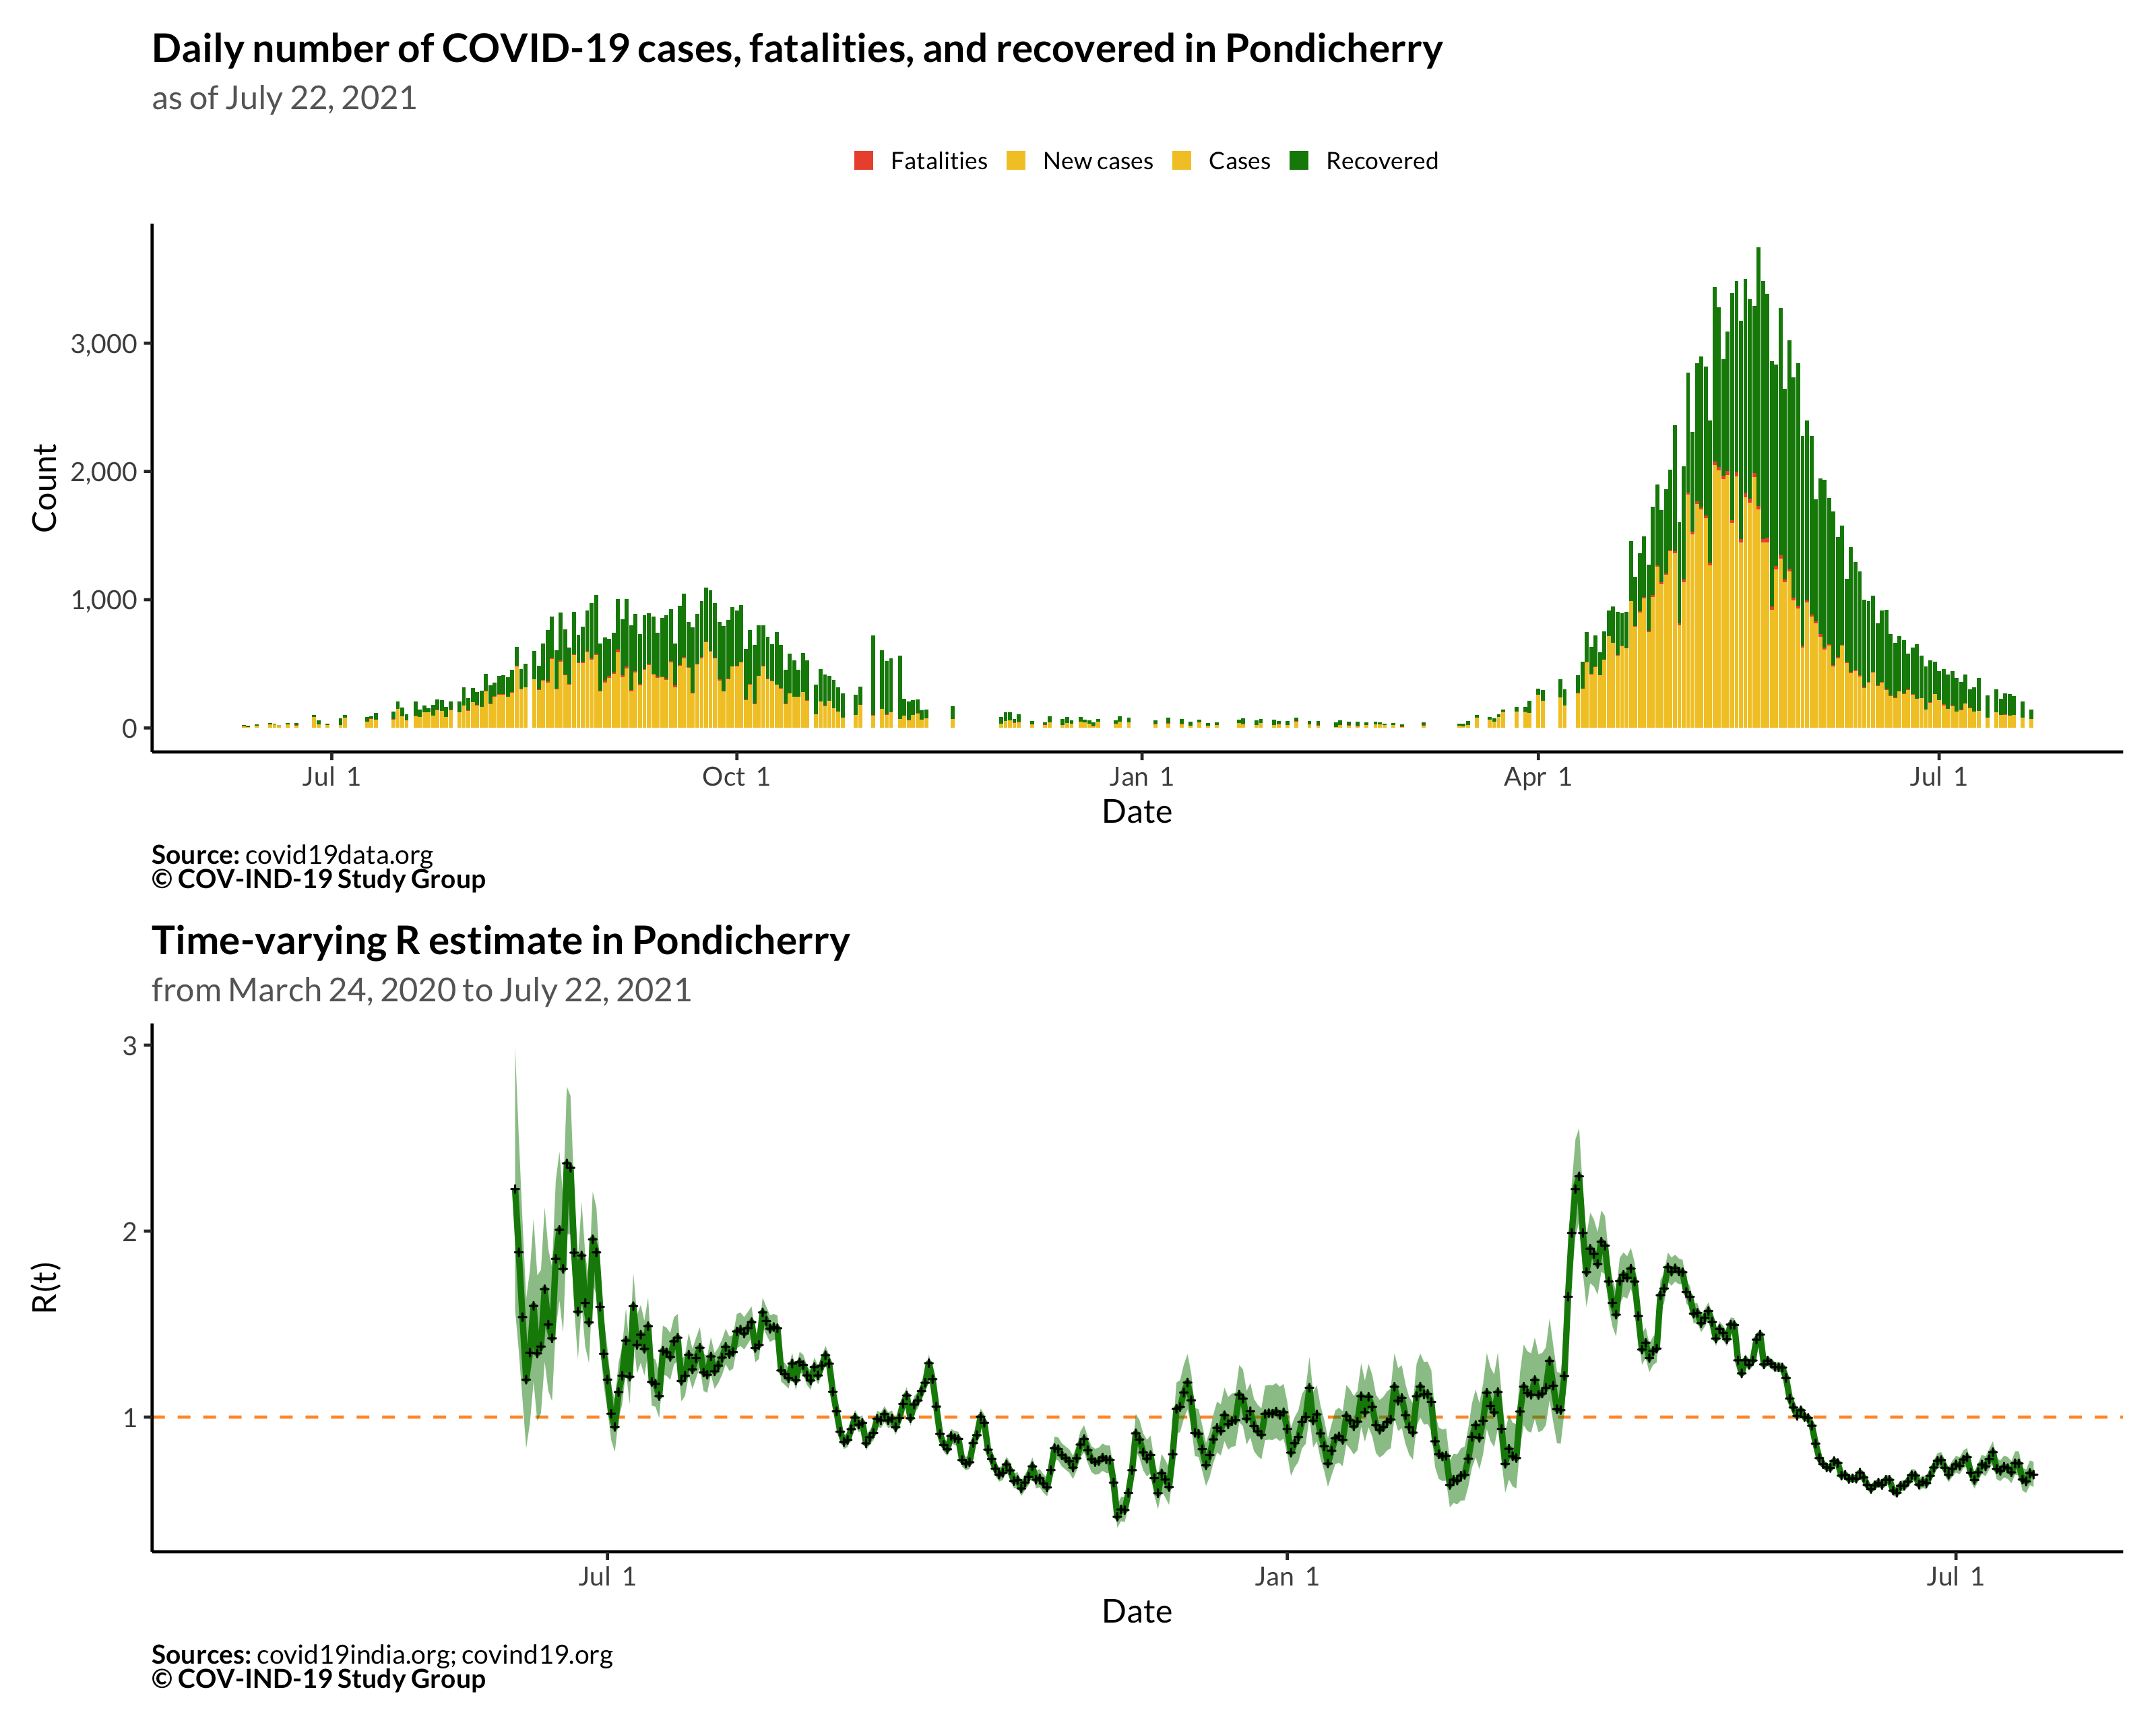 Daily number of COVID-19 cases, fatalities, and recovered in Pondicherry
as of July 22, 2021
Fatalities New cases Cases Recovered
Count
3,000
2,000
1,000
0
Jul 1 Oct 1 Jan 1 Apr 1 Jul 1
Date
Source: covid19data.org
© COV-IND-19 Study Group
Time-varying R estimate in Pondicherry
from March 24, 2020 to July 22, 2021
R(t)
3
2
1
Jul 1 Jan 1 Jul 1
Date
Sources: covid19india.org; covind19.org
© COV-IND-19 Study Group